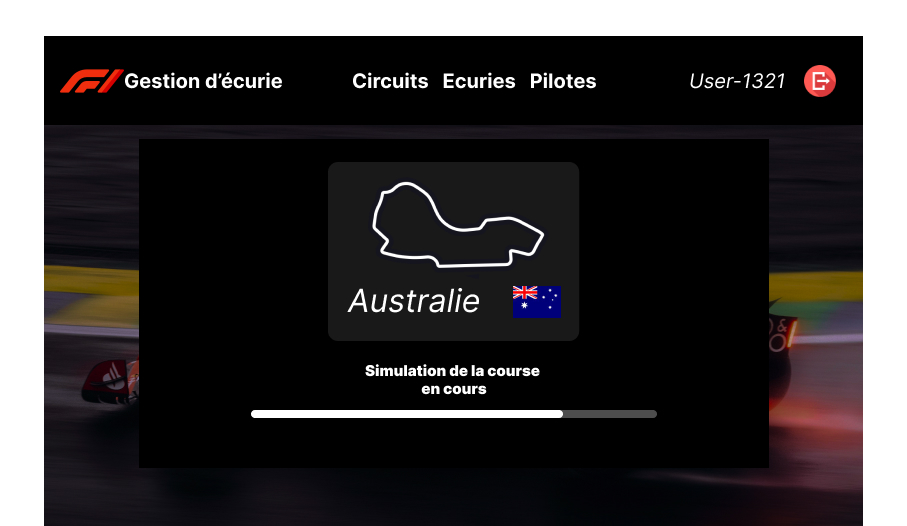 Gestion d’écurie
Circuits Ecuries Pilotes
User-1321
Australie
Simulation de la course
en cours